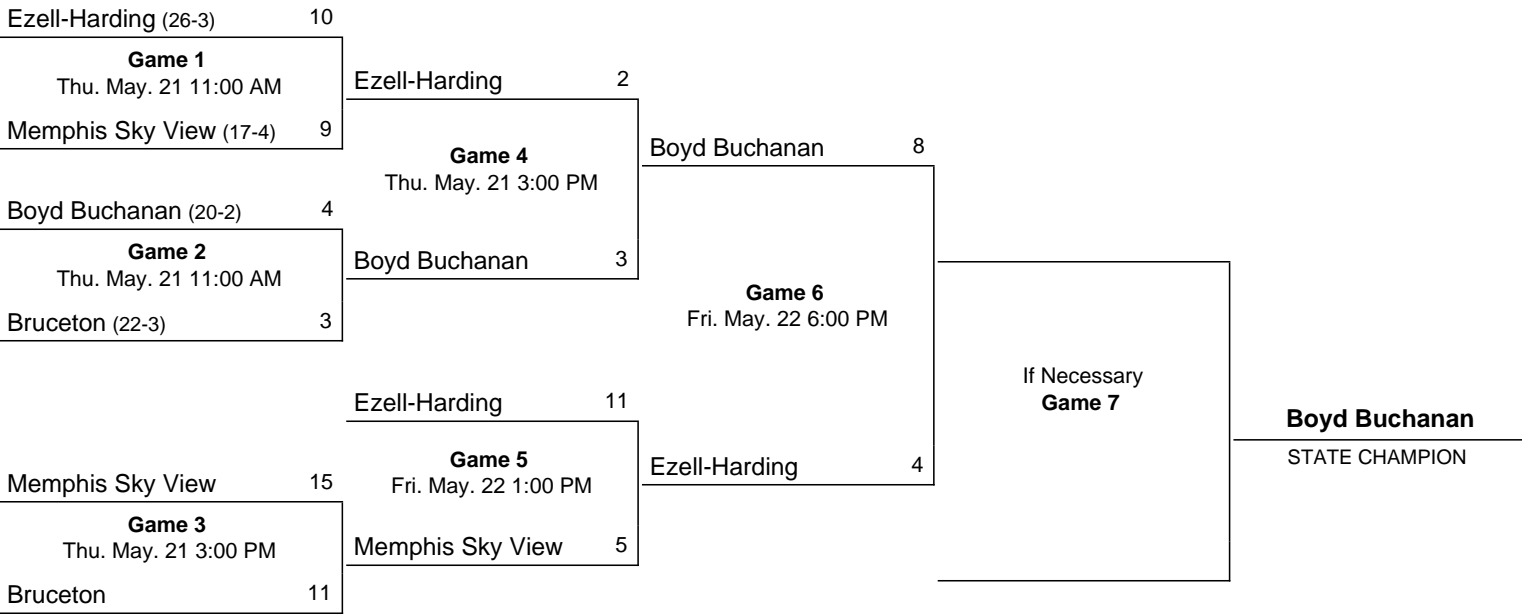 Ezell-Harding (26-3) 10
Game 1
Thu. May. 21 11:00 AM
Memphis Sky View (17-4) 9
Boyd Buchanan (20-2) 4
Game 2
Thu. May. 21 11:00 AM
Bruceton (22-3) 3
Memphis Sky View 15
Game 3
Thu. May. 21 3:00 PM
Bruceton 11
Ezell-Harding 2
Game 4
Thu. May. 21 3:00 PM
Boyd Buchanan 3
Ezell-Harding 11
Game 5
Fri. May. 22 1:00 PM
Memphis Sky View 5
Boyd Buchanan 8
Game 6
Fri. May. 22 6:00 PM
Ezell-Harding 4
If Necessary
Game 7
Boyd Buchanan
STATE CHAMPION